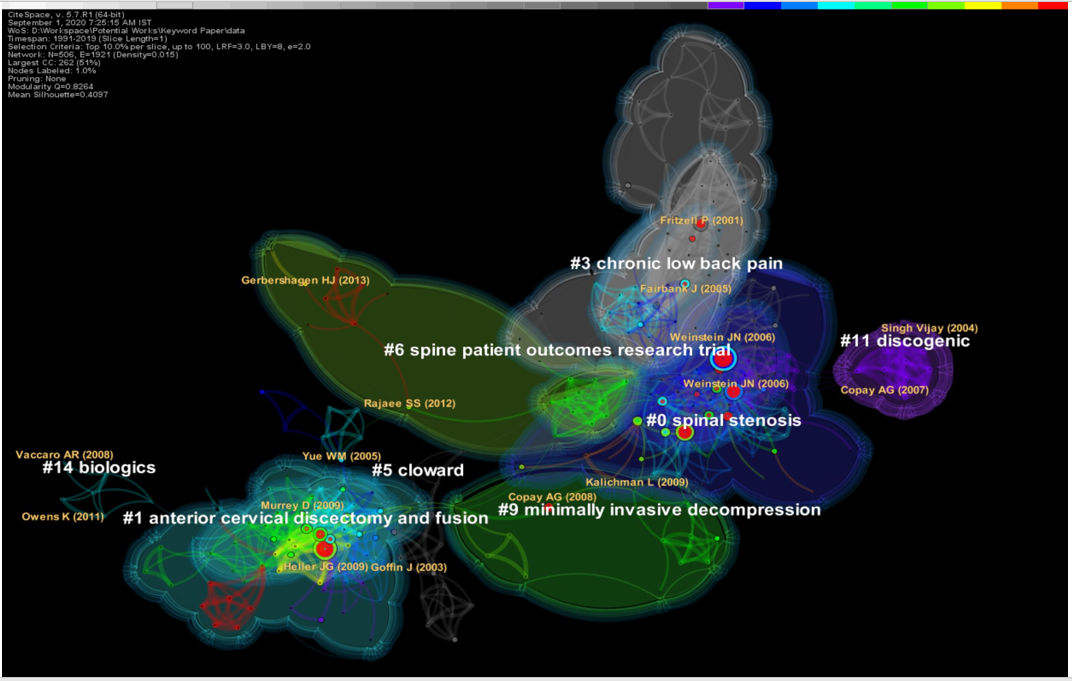 CiteSpace, v. 5.7.R1 (64-bit)
September 1, 2020 7:25:15 AM IST
WoS: D:\Workspace\Potential Works\Keyword Paper\data
Timespan: 1991-2019 (Slice Length=1)
Selection Criteria: Top 10.0% per slice, up to 100, LRF=3.0, LBY=8, e=2.0
Network: N=506, E=1921 (Density=0.015)
Largest CC: 262 (51%)
Nodes Labeled: 1.0%
Pruning: None
Modularity Q=0.8264
Mean Silhouette=0.4097
Fritzell P (2001)
#3 chronic low back pain
Gerbershagen HJ (2013)
Fairbank J (2005)
Singh Vijay (2004)
Weinstein JN (2006)
#11 discogenic
#6 spine patient outcomes research trial
Weinstein JN (2006)
Copay AG (2007)
Rajaee SS (2012)
#0 spinal stenosis
Vaccaro AR (2008)
Yue WM (2005)
#14 biologics
#5 cloward
Kalichman L (2009)
Copay AG (2008)
Murrey D (2009)
#9 minimally invasive decompression
Owens K (2011)
#1 anterior cervical discectomy and fusion
Heller JG (2009)
Goffin J (2003)